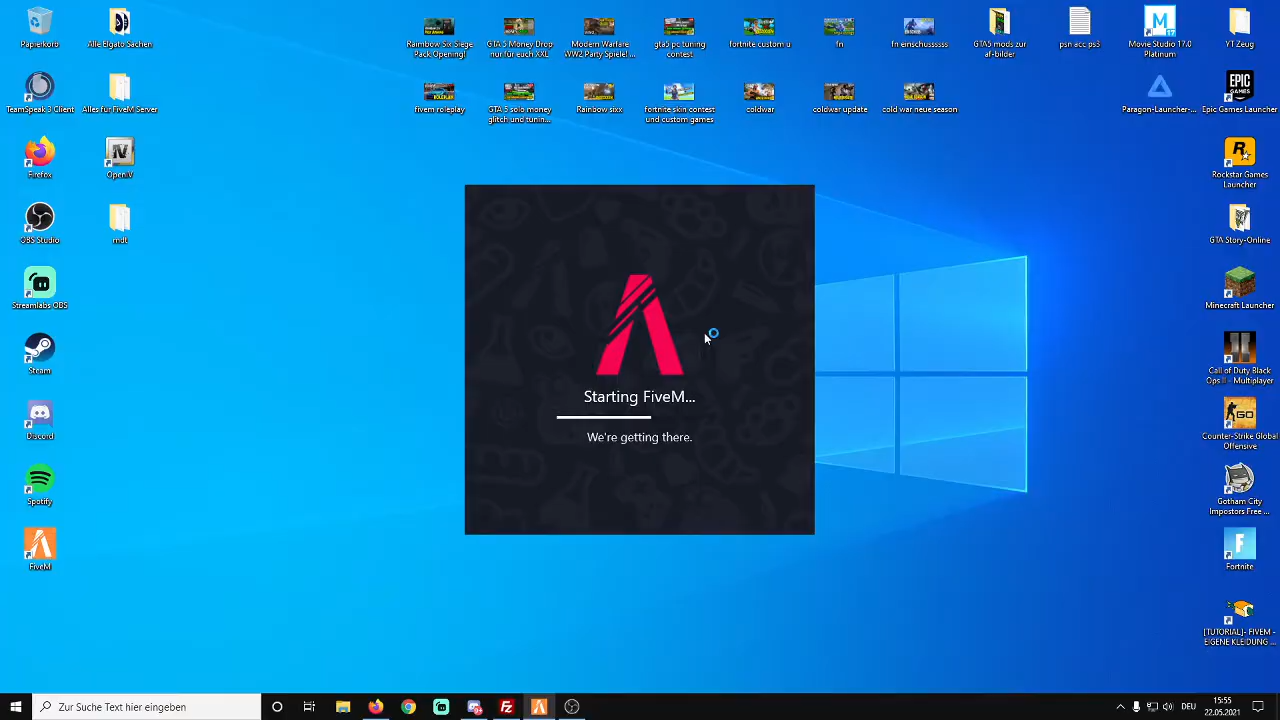 Papierkorb
Alle Elgato Sachen
Rainbow Six Siege
Pack Opening!
GTA 5 Money Drop
nur für euch XXL
Modern Warfare
WW2 Party Spiele! ...
gta5 pc tuning
contest
fortnite custom u
fn
fn einschussssss
GTA5 mods zur
af-bilder
psn acc ps3
Movie Studio 17.0
Platinum
YT Zeug
TeamSpeak 3 Client
Alles für FiveM Server
fivem roleplay
GTA 5 solo money
glitch und tunin...
Rainbow sixx
fortnite skin contest
und custom games
coldwar
coldwar update
cold war neue season
Paragon-Launcher-...
Epic Games Launcher
Firefox
OpenIV
Rockstar Games
Launcher
OBS Studio
mdt
GTA Story-Online
Streamlabs OBS
Minecraft Launcher
Starting FiveM...
We're getting there.
Steam
Call of Duty Black
Ops II - Multiplayer
Discord
Counter-Strike Global
Offensive
Spotify
Gotham City
Impostors Free ...
FiveM
Fortnite
[TUTORIAL]- FIVEM -
EIGENE KLEIDUNG ...
Zur Suche Text hier eingeben
DEU
15:55
22.05.2021